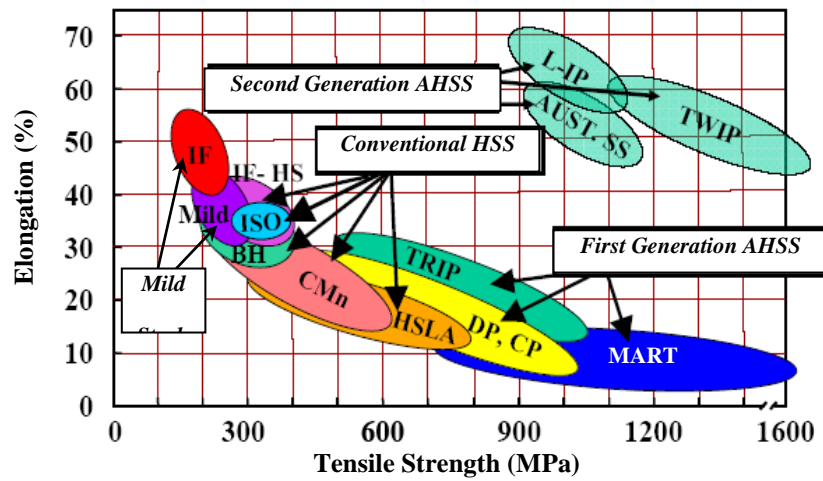 70
60
50
40
30
20
10
0
Elongation (%)
L-IP
Second Generation AHSS
AUST. SS
TWIP
Conventional HSS
IF
IF- HS
Mild
ISO
BH
First Generation AHSS
TRIP
Mild
CMn
HSLA
DP, CP
MART
0
300
600
900
1200
1600
Tensile Strength (MPa)